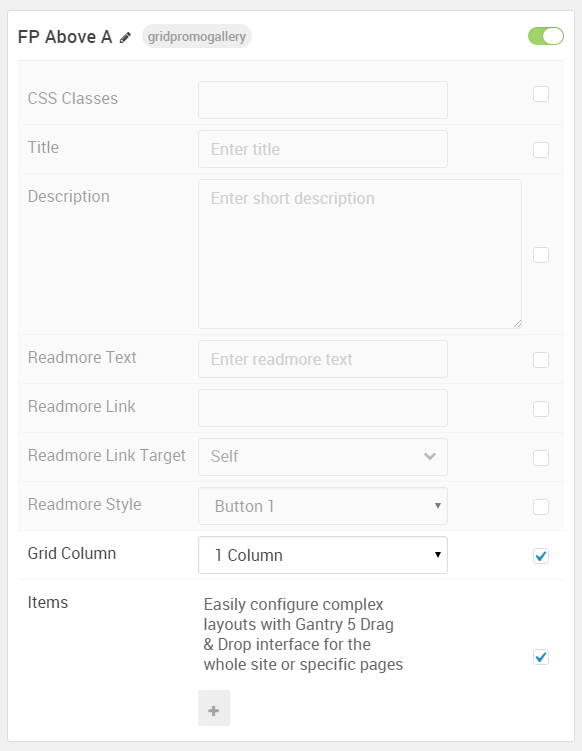 FP Above A gridpromogallery
CSS Classes
Title Enter title
Description Enter short description
Readmore Text Enter readmore text
Readmore Link
Readmore Link Target Self
Readmore Style Button 1
Grid Column 1 Column
Items
Easily configure complex
layouts with Gantry 5 Drag
& Drop interface for the
whole site or specific pages
+